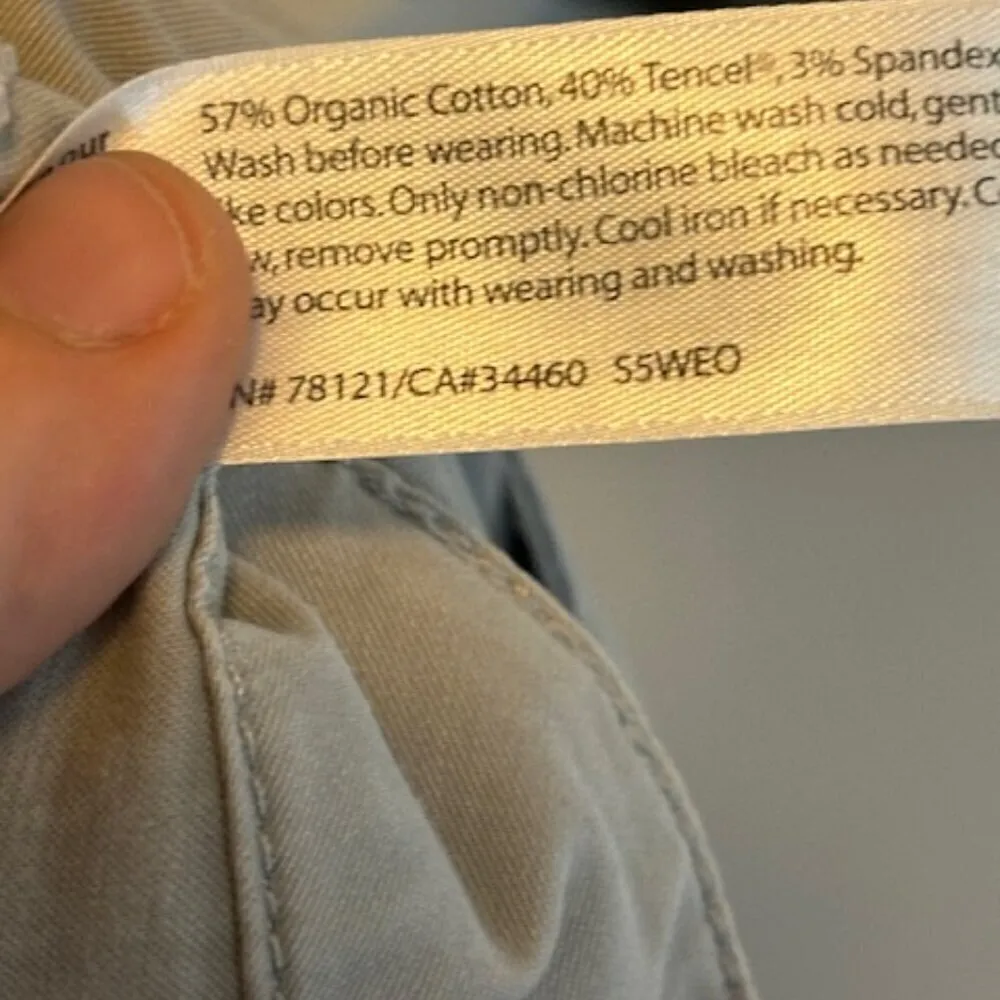 57% Organic Cotton, 40% Tencel®, 3% Spandex
Wash before wearing. Machine wash cold, gent
ke colors. Only non-chlorine bleach as needed
w, remove promptly. Cool iron if necessary. C
ay occur with wearing and washing.
N# 78121/CA#34460 S5WEO